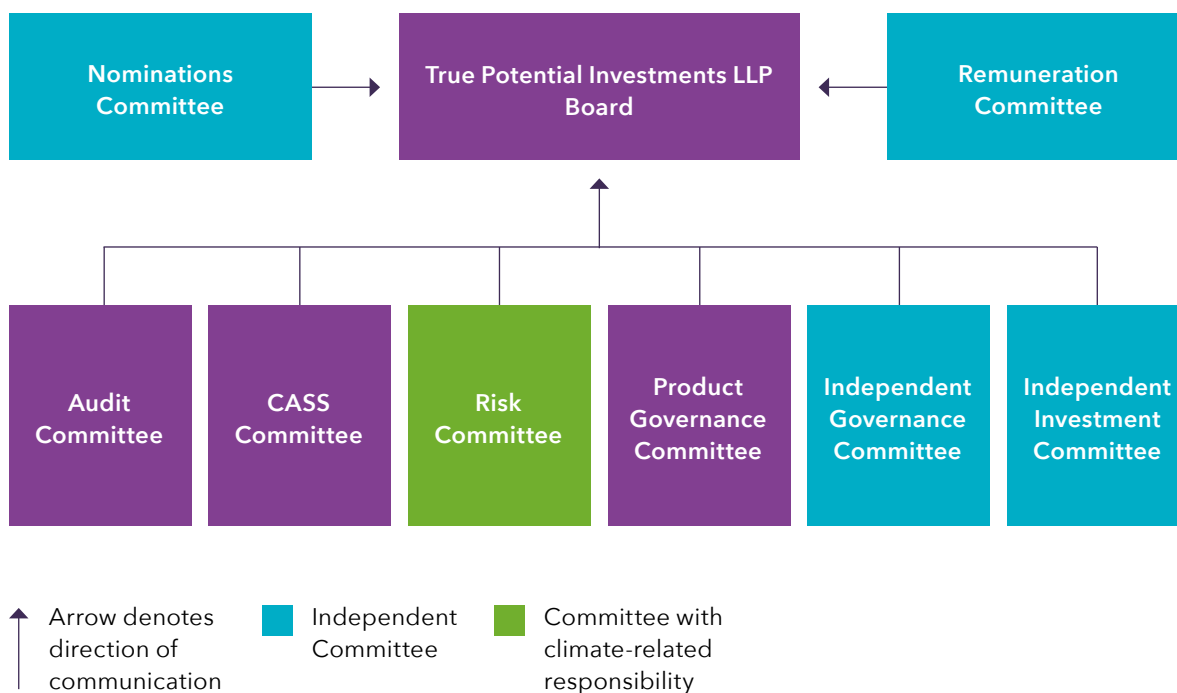 Nominations
Committee
True Potential Investments LLP
Board
Remuneration
Committee
Audit
Committee
CASS
Committee
Risk
Committee
Product
Governance
Committee
Independent
Governance
Committee
Independent
Investment
Committee
Arrow denotes
direction of
communication
Independent
Committee
Committee with
climate-related
responsibility